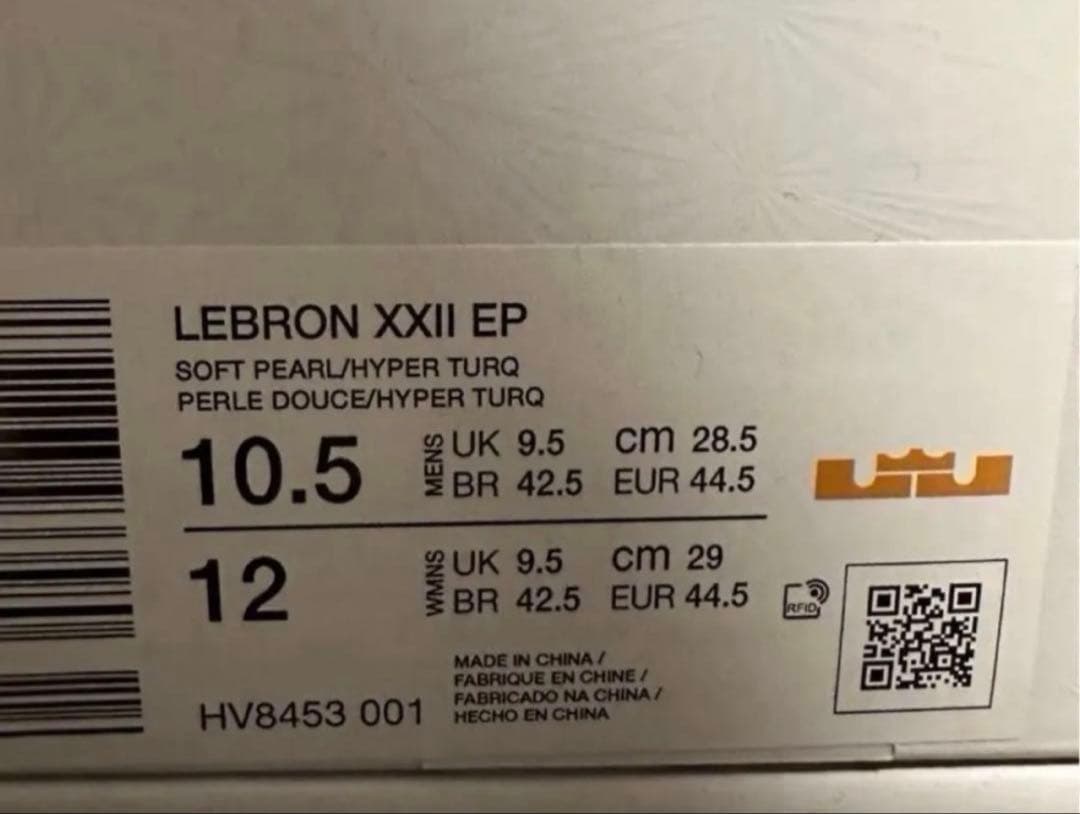 LEBRON XXII EP
SOFT PEARL/HYPER TURQ
PERLE DOUCE/HYPER TURQ
10.5 MENS UK 9.5 cm 28.5
BR 42.5 EUR 44.5
12 WMNS UK 9.5 cm 29
BR 42.5 EUR 44.5
RFID
MADE IN CHINA /
FABRIQUE EN CHINE /
FABRICADO NA CHINA /
HECHO EN CHINA
HV8453 001